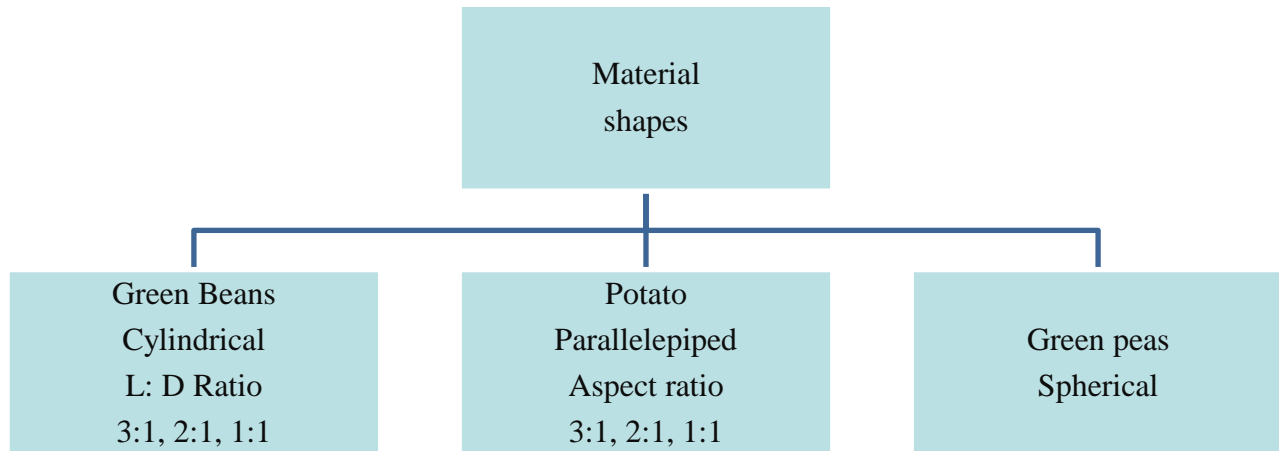 Material
shapes
Green Beans
Cylindrical
L: D Ratio
3:1, 2:1, 1:1
Potato
Parallelepiped
Aspect ratio
3:1, 2:1, 1:1
Green peas
Spherical